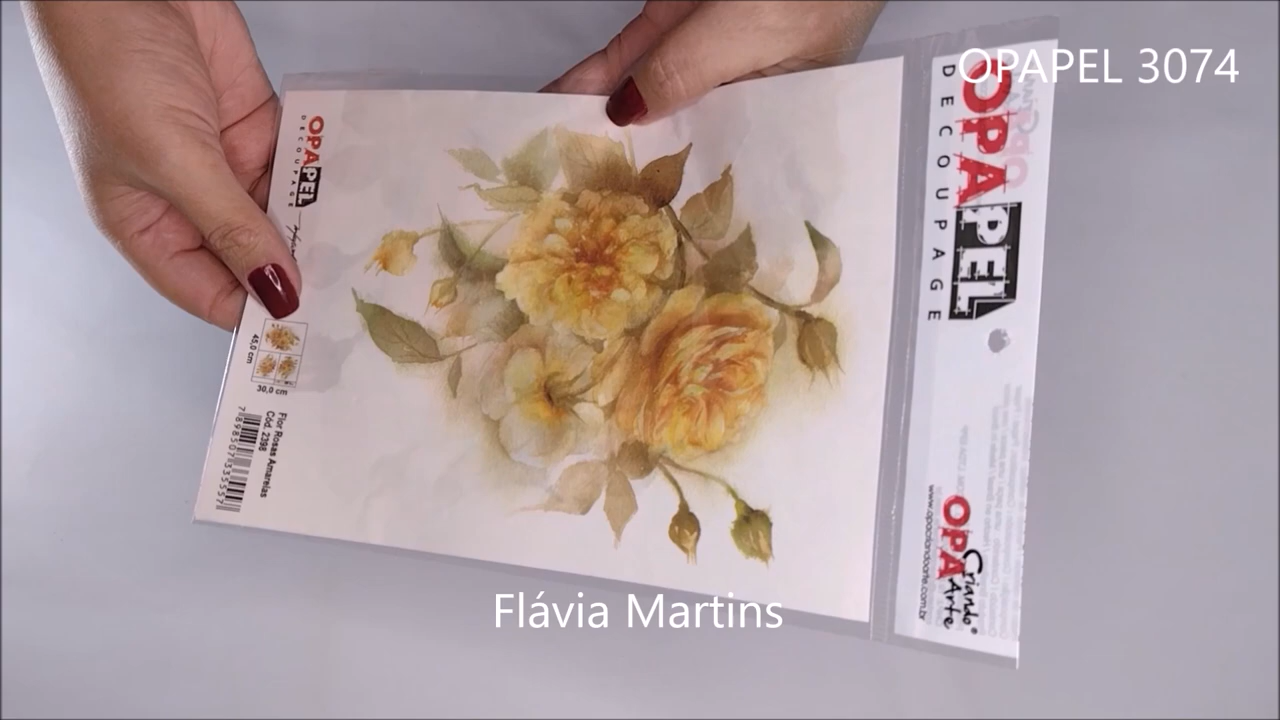 OPAPEL 3074
OPAPEL
DECOUPAGE
OPAPEL
DECOUPAGE
45,0 cm
30,0 cm
Flor Rosas Amarelas
Cód. 2398
7898507335557
OPA
Criando
Arte
www.opacriandoarte.com.br
Flávia Martins